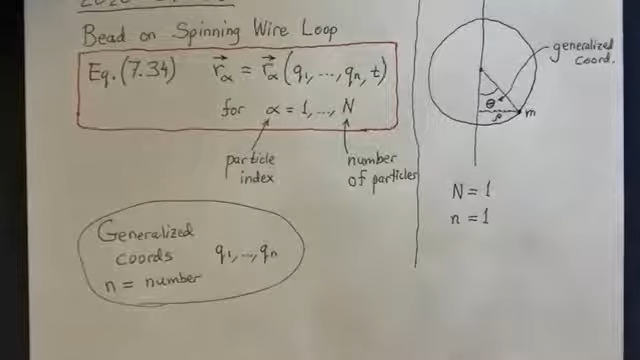 Bead on Spinning Wire Loop
Eq. (7.34) r⃗α = r⃗α (q1, ..., qn, t)
for α = 1, ..., N
particle index
number of particles
Generalized
coords q1, ..., qn
n = number
generalized coord.
θ
ρ
m
N = 1
n = 1